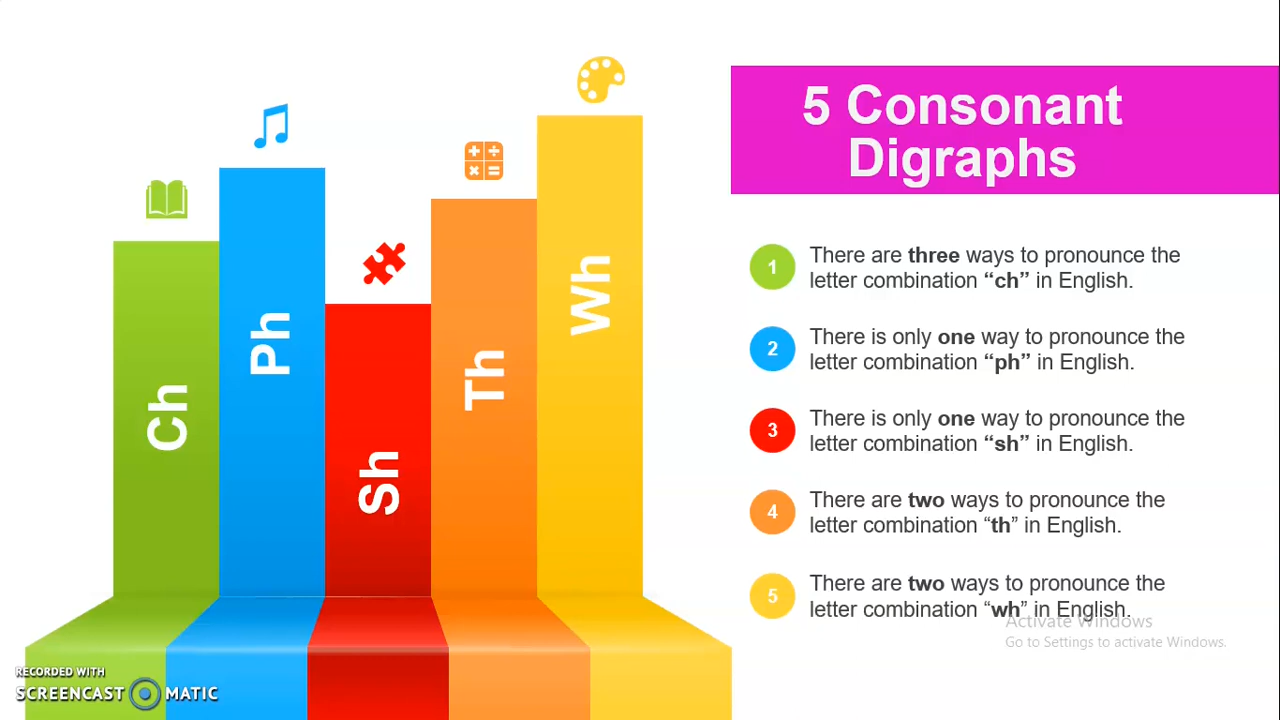 5 Consonant
Digraphs
Ch
Ph
Sh
Th
Wh
1
There are three ways to pronounce the
letter combination “ch” in English.
2
There is only one way to pronounce the
letter combination “ph” in English.
3
There is only one way to pronounce the
letter combination “sh” in English.
4
There are two ways to pronounce the
letter combination “th” in English.
5
There are two ways to pronounce the
letter combination “wh” in English.
Activate Windows
Go to Settings to activate Windows.
RECORDED WITH
SCREENCAST MATIC